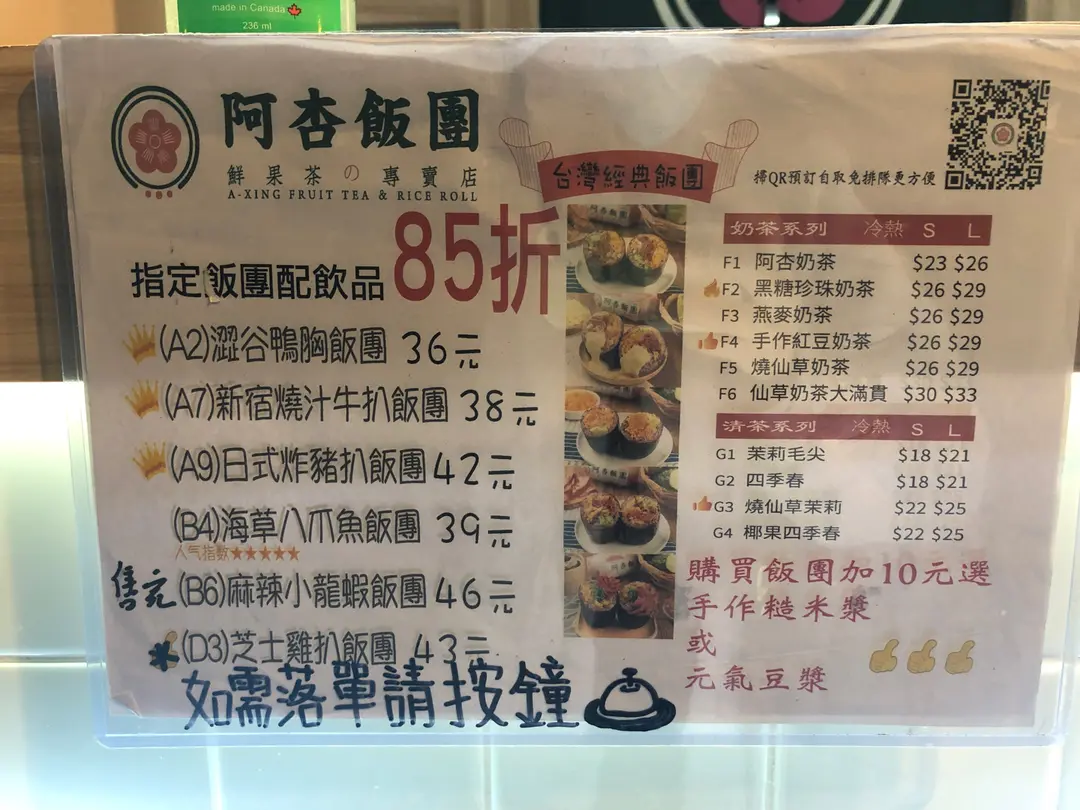 made in Canada
236 ml
阿杏飯團
鮮果茶の專賣店
A-XING FRUIT TEA & RICE ROLL
台灣經典飯團
掃QR預訂自取免排隊更方便
指定飯團配飲品 85折
(A2)澀谷鴨胸飯團 36元
(A7)新宿燒汁牛扒飯團 38元
(A9)日式炸豬扒飯團 42元
(B4)海草八爪魚飯團 39元
人气指数★★★★★
售完 (B6)麻辣小龍蝦飯團 46元
(D3)芝士雞扒飯團 43元
如需落單請按鐘
奶茶系列 冷熱 S L
F1 阿杏奶茶 $23 $26
F2 黑糖珍珠奶茶 $26 $29
F3 燕麥奶茶 $26 $29
F4 手作紅豆奶茶 $26 $29
F5 燒仙草奶茶 $26 $29
F6 仙草奶茶大滿貫 $30 $33
清茶系列 冷熱 S L
G1 茉莉毛尖 $18 $21
G2 四季春 $18 $21
G3 燒仙草茉莉 $22 $25
G4 椰果四季春 $22 $25
購買飯團加10元選
手作糙米漿
或
元氣豆漿